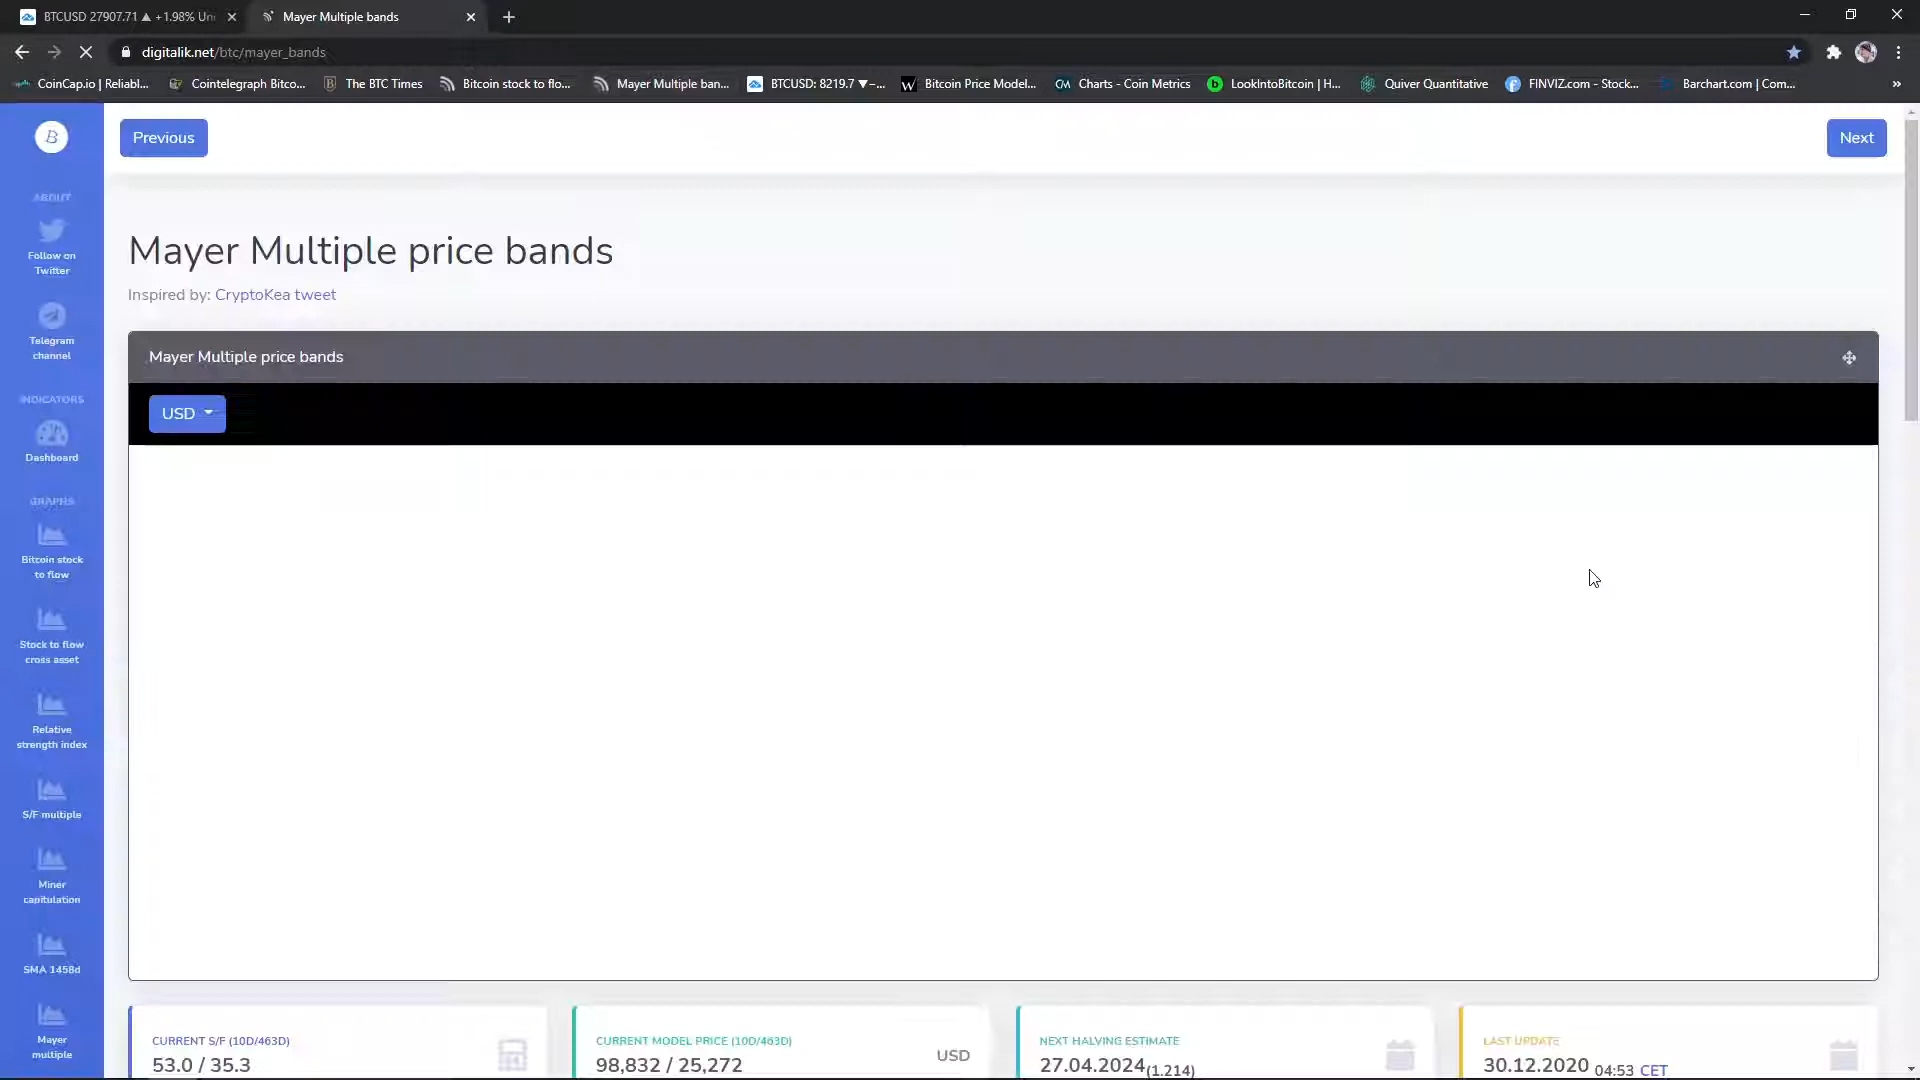 BTCUSD 27907.71 ▲ +1.98% Un
Mayer Multiple bands
digitalik.net/btc/mayer_bands
CoinCap.io | Reliabl...
Cointelegraph Bitco...
The BTC Times
Bitcoin stock to flo...
Mayer Multiple ban...
BTCUSD: 8219.7 ▼−...
Bitcoin Price Model...
Charts - Coin Metrics
LookIntoBitcoin | H...
Quiver Quantitative
FINVIZ.com - Stock...
Barchart.com | Com...
»
B
Previous
Next
ABOUT
Follow on
Twitter
Telegram
channel
INDICATORS
Dashboard
GRAPHS
Bitcoin stock
to flow
Stock to flow
cross asset
Relative
strength index
S/F multiple
Miner
capitulation
SMA 1458d
Mayer
multiple
Mayer Multiple price bands
Inspired by: CryptoKea tweet
Mayer Multiple price bands
USD
CURRENT S/F (10D/463D)
53.0 / 35.3
CURRENT MODEL PRICE (10D/463D)
98,832 / 25,272
USD
NEXT HALVING ESTIMATE
27.04.2024(1.214)
LAST UPDATE
30.12.2020 04:53 CET